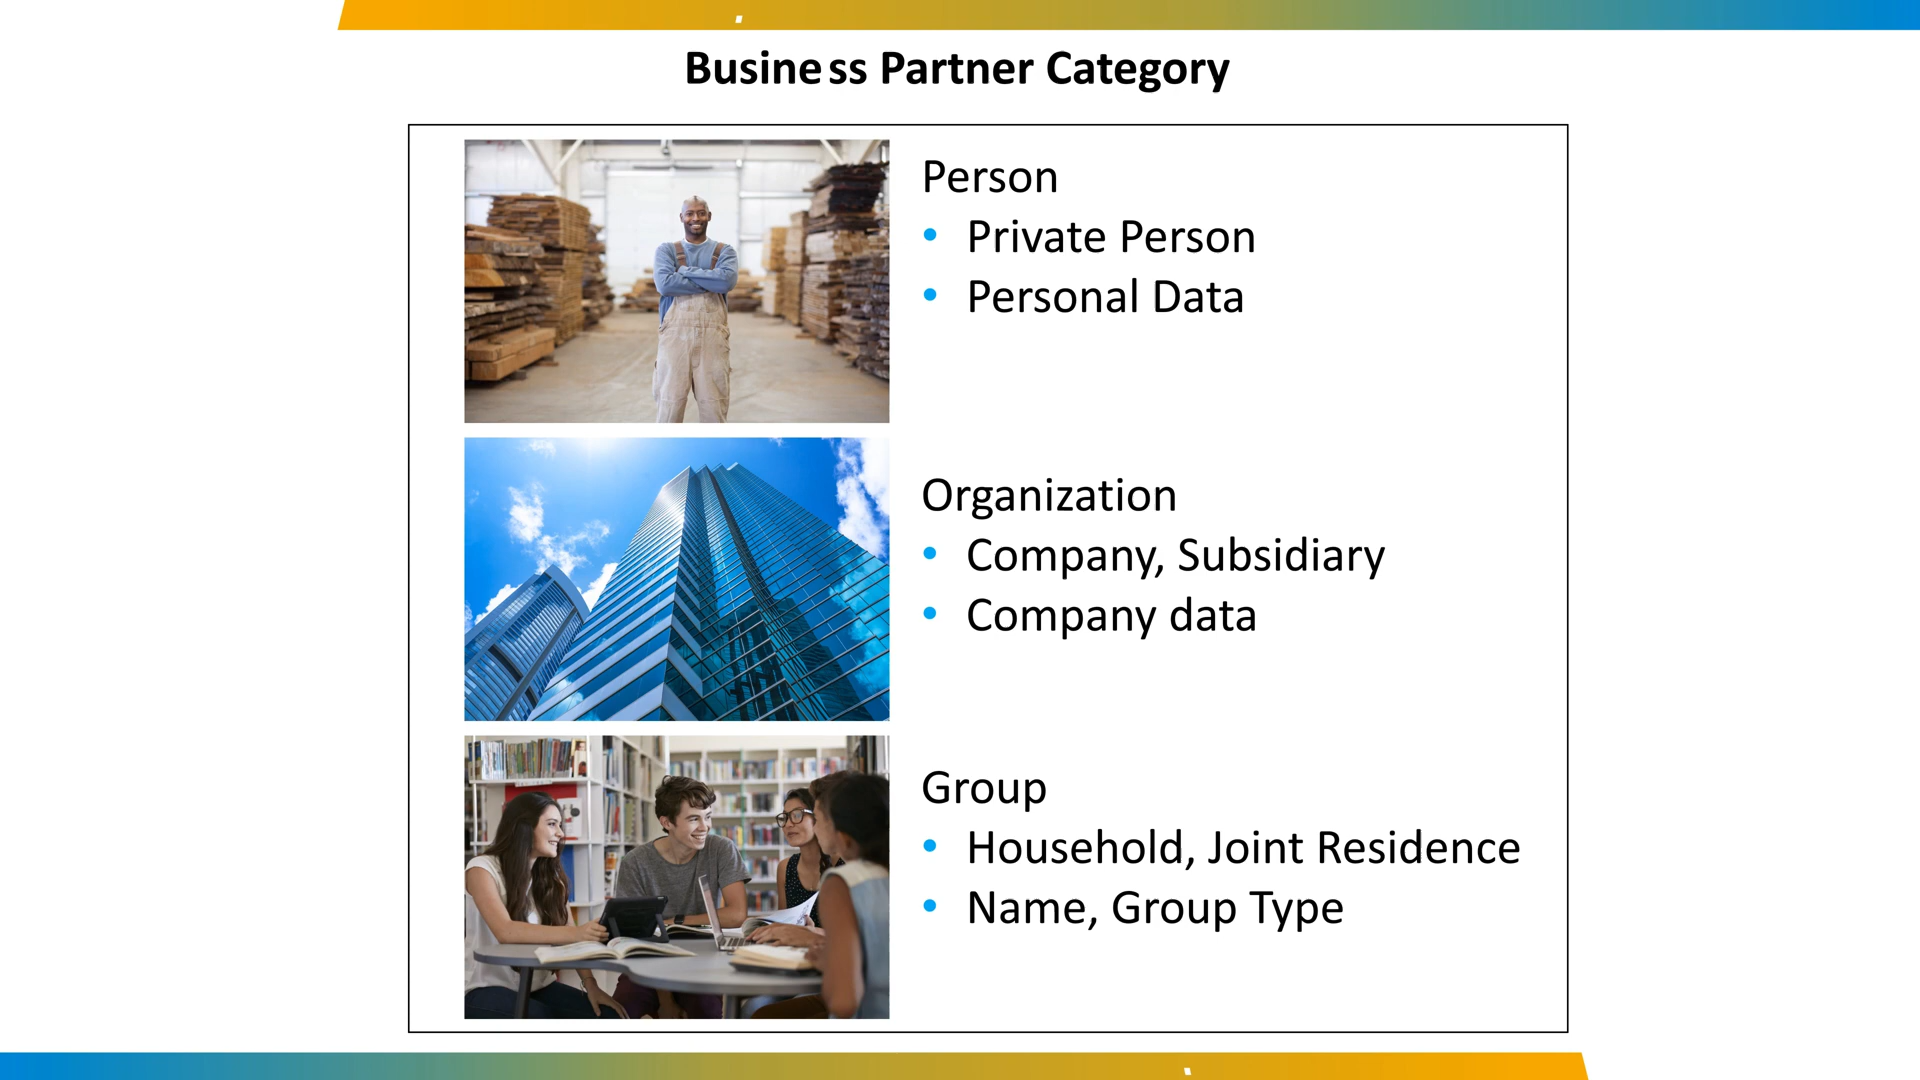 Business Partner Category
Person
• Private Person
• Personal Data
Organization
• Company, Subsidiary
• Company data
Group
• Household, Joint Residence
• Name, Group Type